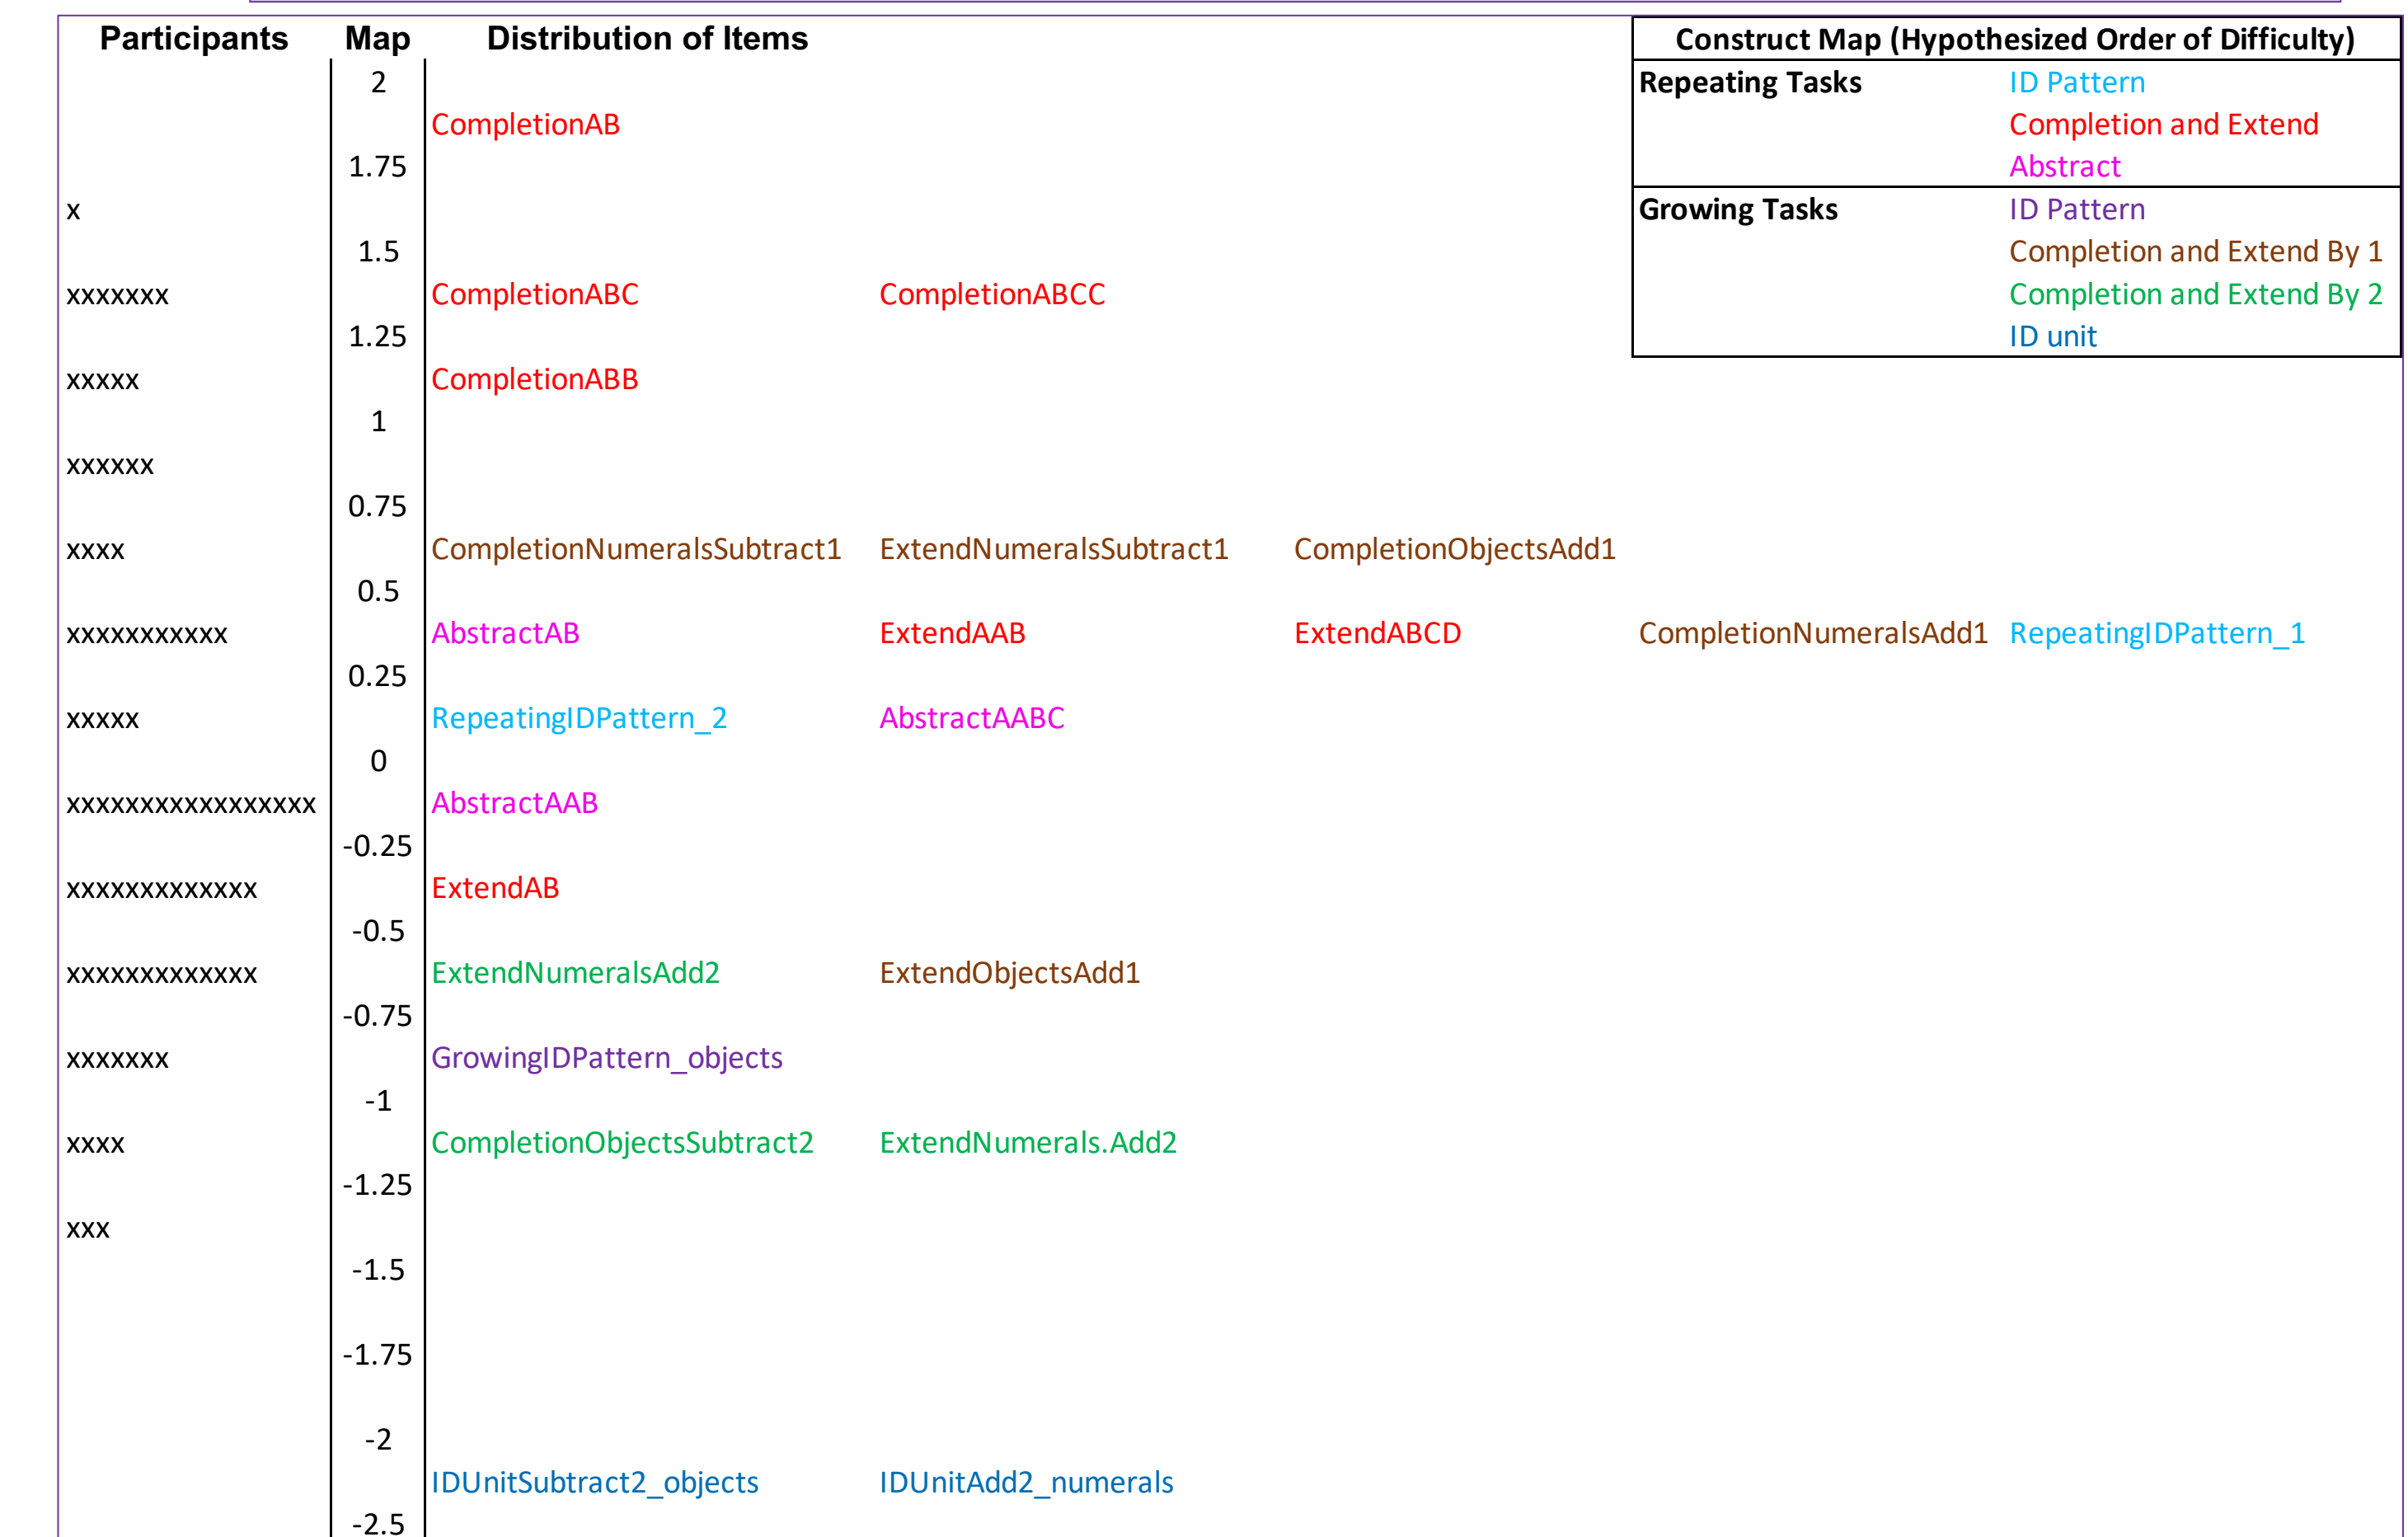 Participants Map Distribution of Items Construct Map (Hypothesized Order of Difficulty)
2 Repeating Tasks ID Pattern
CompletionAB Completion and Extend
1.75 Abstract
x Growing Tasks ID Pattern
1.5 Completion and Extend By 1
xxxxxxx CompletionABC CompletionABCC Completion and Extend By 2
1.25 ID unit
xxxxx CompletionABB
1
xxxxxx
0.75
xxxx CompletionNumeralsSubtract1 ExtendNumeralsSubtract1 CompletionObjectsAdd1
0.5
xxxxxxxxxxx AbstractAB ExtendAAB ExtendABCD CompletionNumeralsAdd1 RepeatingIDPattern_1
0.25
xxxxx RepeatingIDPattern_2 AbstractAABC
0
xxxxxxxxxxxxxxxxx AbstractAAB
-0.25
xxxxxxxxxxxxx ExtendAB
-0.5
xxxxxxxxxxxxx ExtendNumeralsAdd2 ExtendObjectsAdd1
-0.75
xxxxxxx GrowingIDPattern_objects
-1
xxxx CompletionObjectsSubtract2 ExtendNumerals.Add2
-1.25
xxx
-1.5
-1.75
-2
IDUnitSubtract2_objects IDUnitAdd2_numerals
-2.5